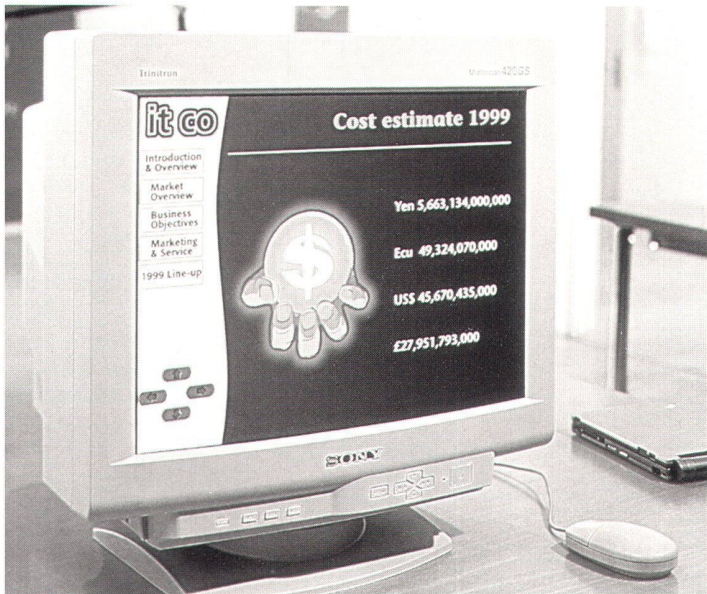 Trinitron
Multiscan420GS
it co
Cost estimate 1999
Introduction
& Overview
Market
Overview
Business
Objectives
Marketing
& Service
1999 Line-up
$
Yen 5,663,134,000,000
Ecu 49,324,070,000
US$ 45,670,435,000
£27,951,793,000
SONY